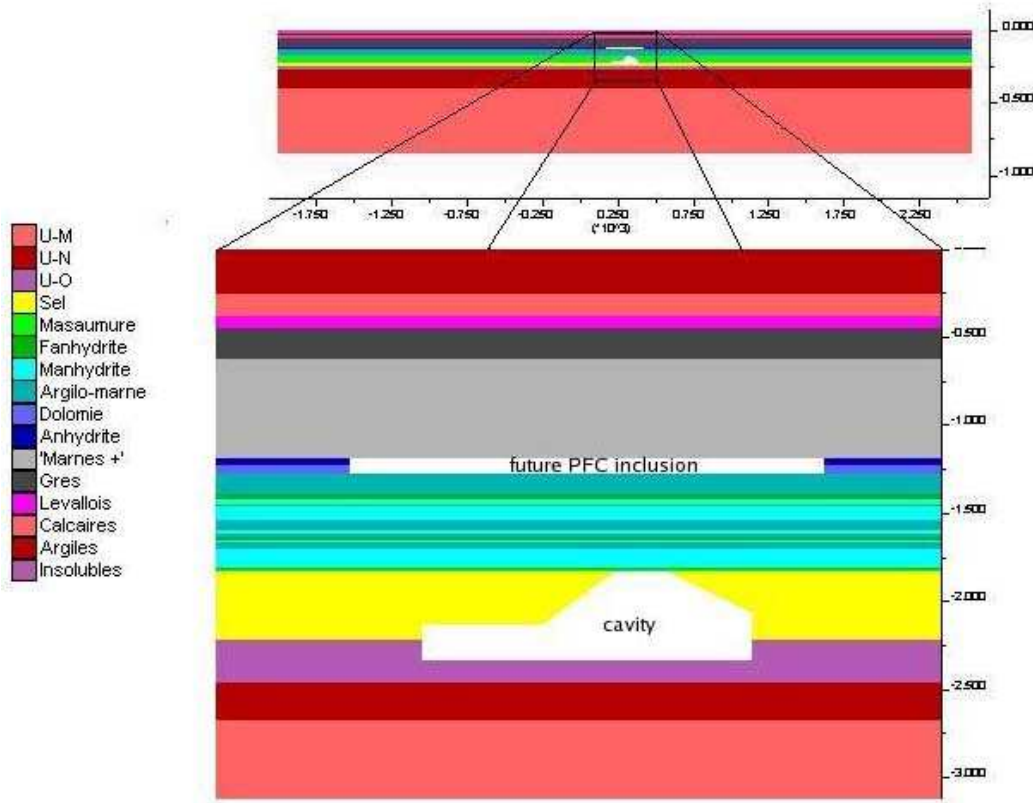 0.000
-0.500
-1.000
-1.750
-1.250
-0.750
-0.250
0.250
0.750
1.250
1.750
2.250
(*10^3)
U-M
U-N
U-O
Sel
Masaumure
Fanhydrite
Manhydrite
Argilo-marne
Dolomie
Anhydrite
'Marnes +'
Gres
Levallois
Calcaires
Argiles
Insolubles
-0.500
-1.000
future PFC inclusion
-1.500
-2.000
cavity
-2.500
-3.000